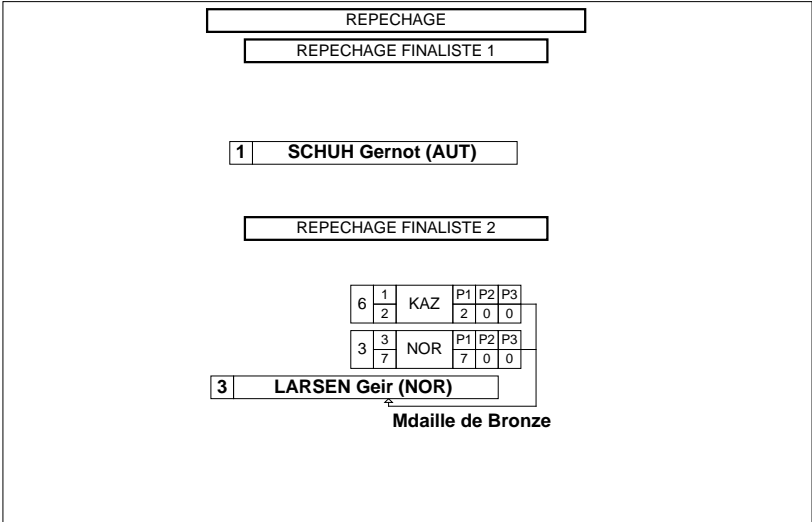 REPECHAGE
REPECHAGE FINALISTE 1
1 SCHUH Gernot (AUT)
REPECHAGE FINALISTE 2
6 1 KAZ P1 P2 P3
2 2 0 0
3 3 NOR P1 P2 P3
7 7 0 0
3 LARSEN Geir (NOR)
Mdaille de Bronze